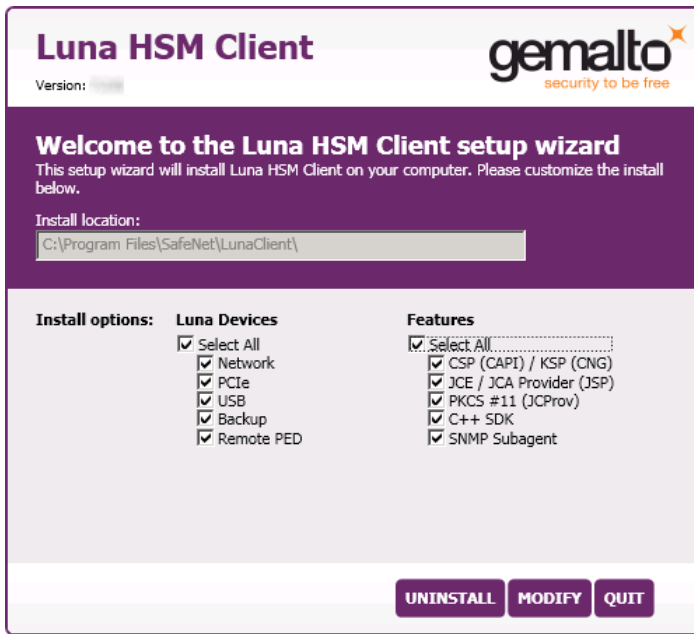 Luna HSM Client
Version:
gemalto
security to be free
Welcome to the Luna HSM Client setup wizard
This setup wizard will install Luna HSM Client on your computer. Please customize the install
below.
Install location:
C:\Program Files\SafeNet\LunaClient\
Install options:
Luna Devices
Select All
Network
PCIe
USB
Backup
Remote PED
Features
Select All
CSP (CAPI) / KSP (CNG)
JCE / JCA Provider (JSP)
PKCS #11 (JCProv)
C++ SDK
SNMP Subagent
UNINSTALL
MODIFY
QUIT